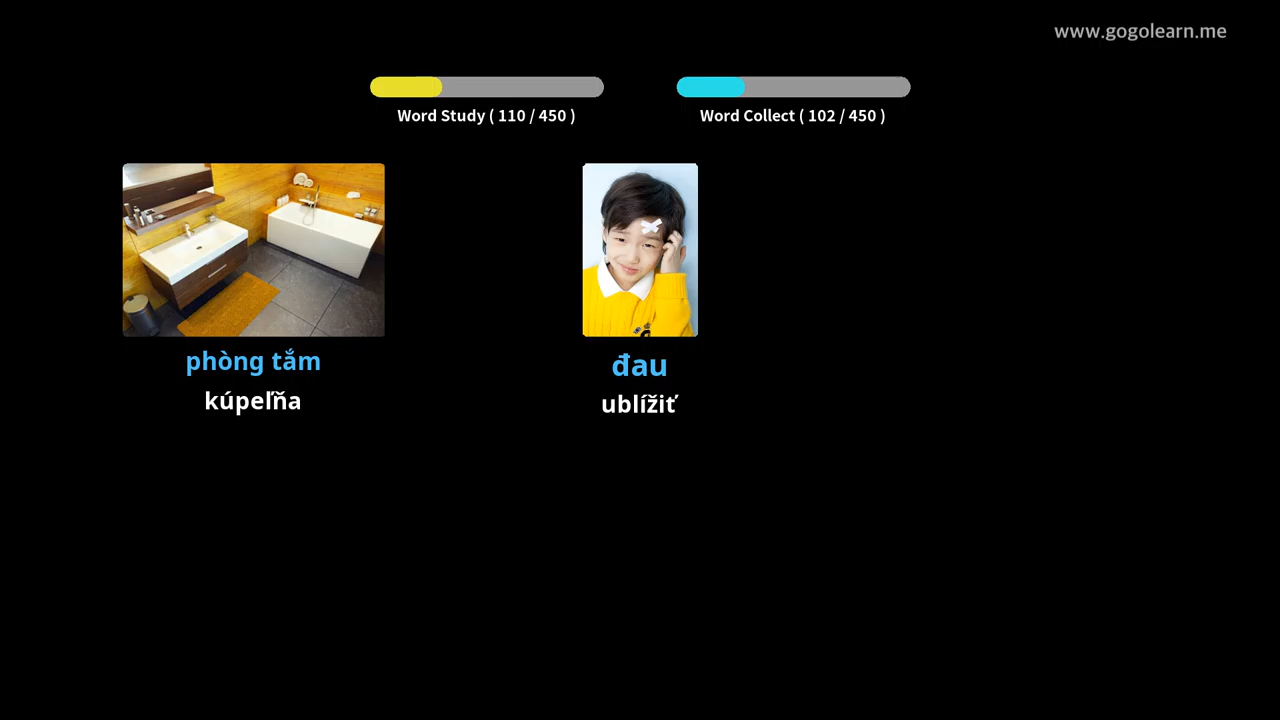 www.gogolearn.me
Word Study ( 110 / 450 )
Word Collect ( 102 / 450 )
phòng tắm
kúpeľňa
đau
ublížiť